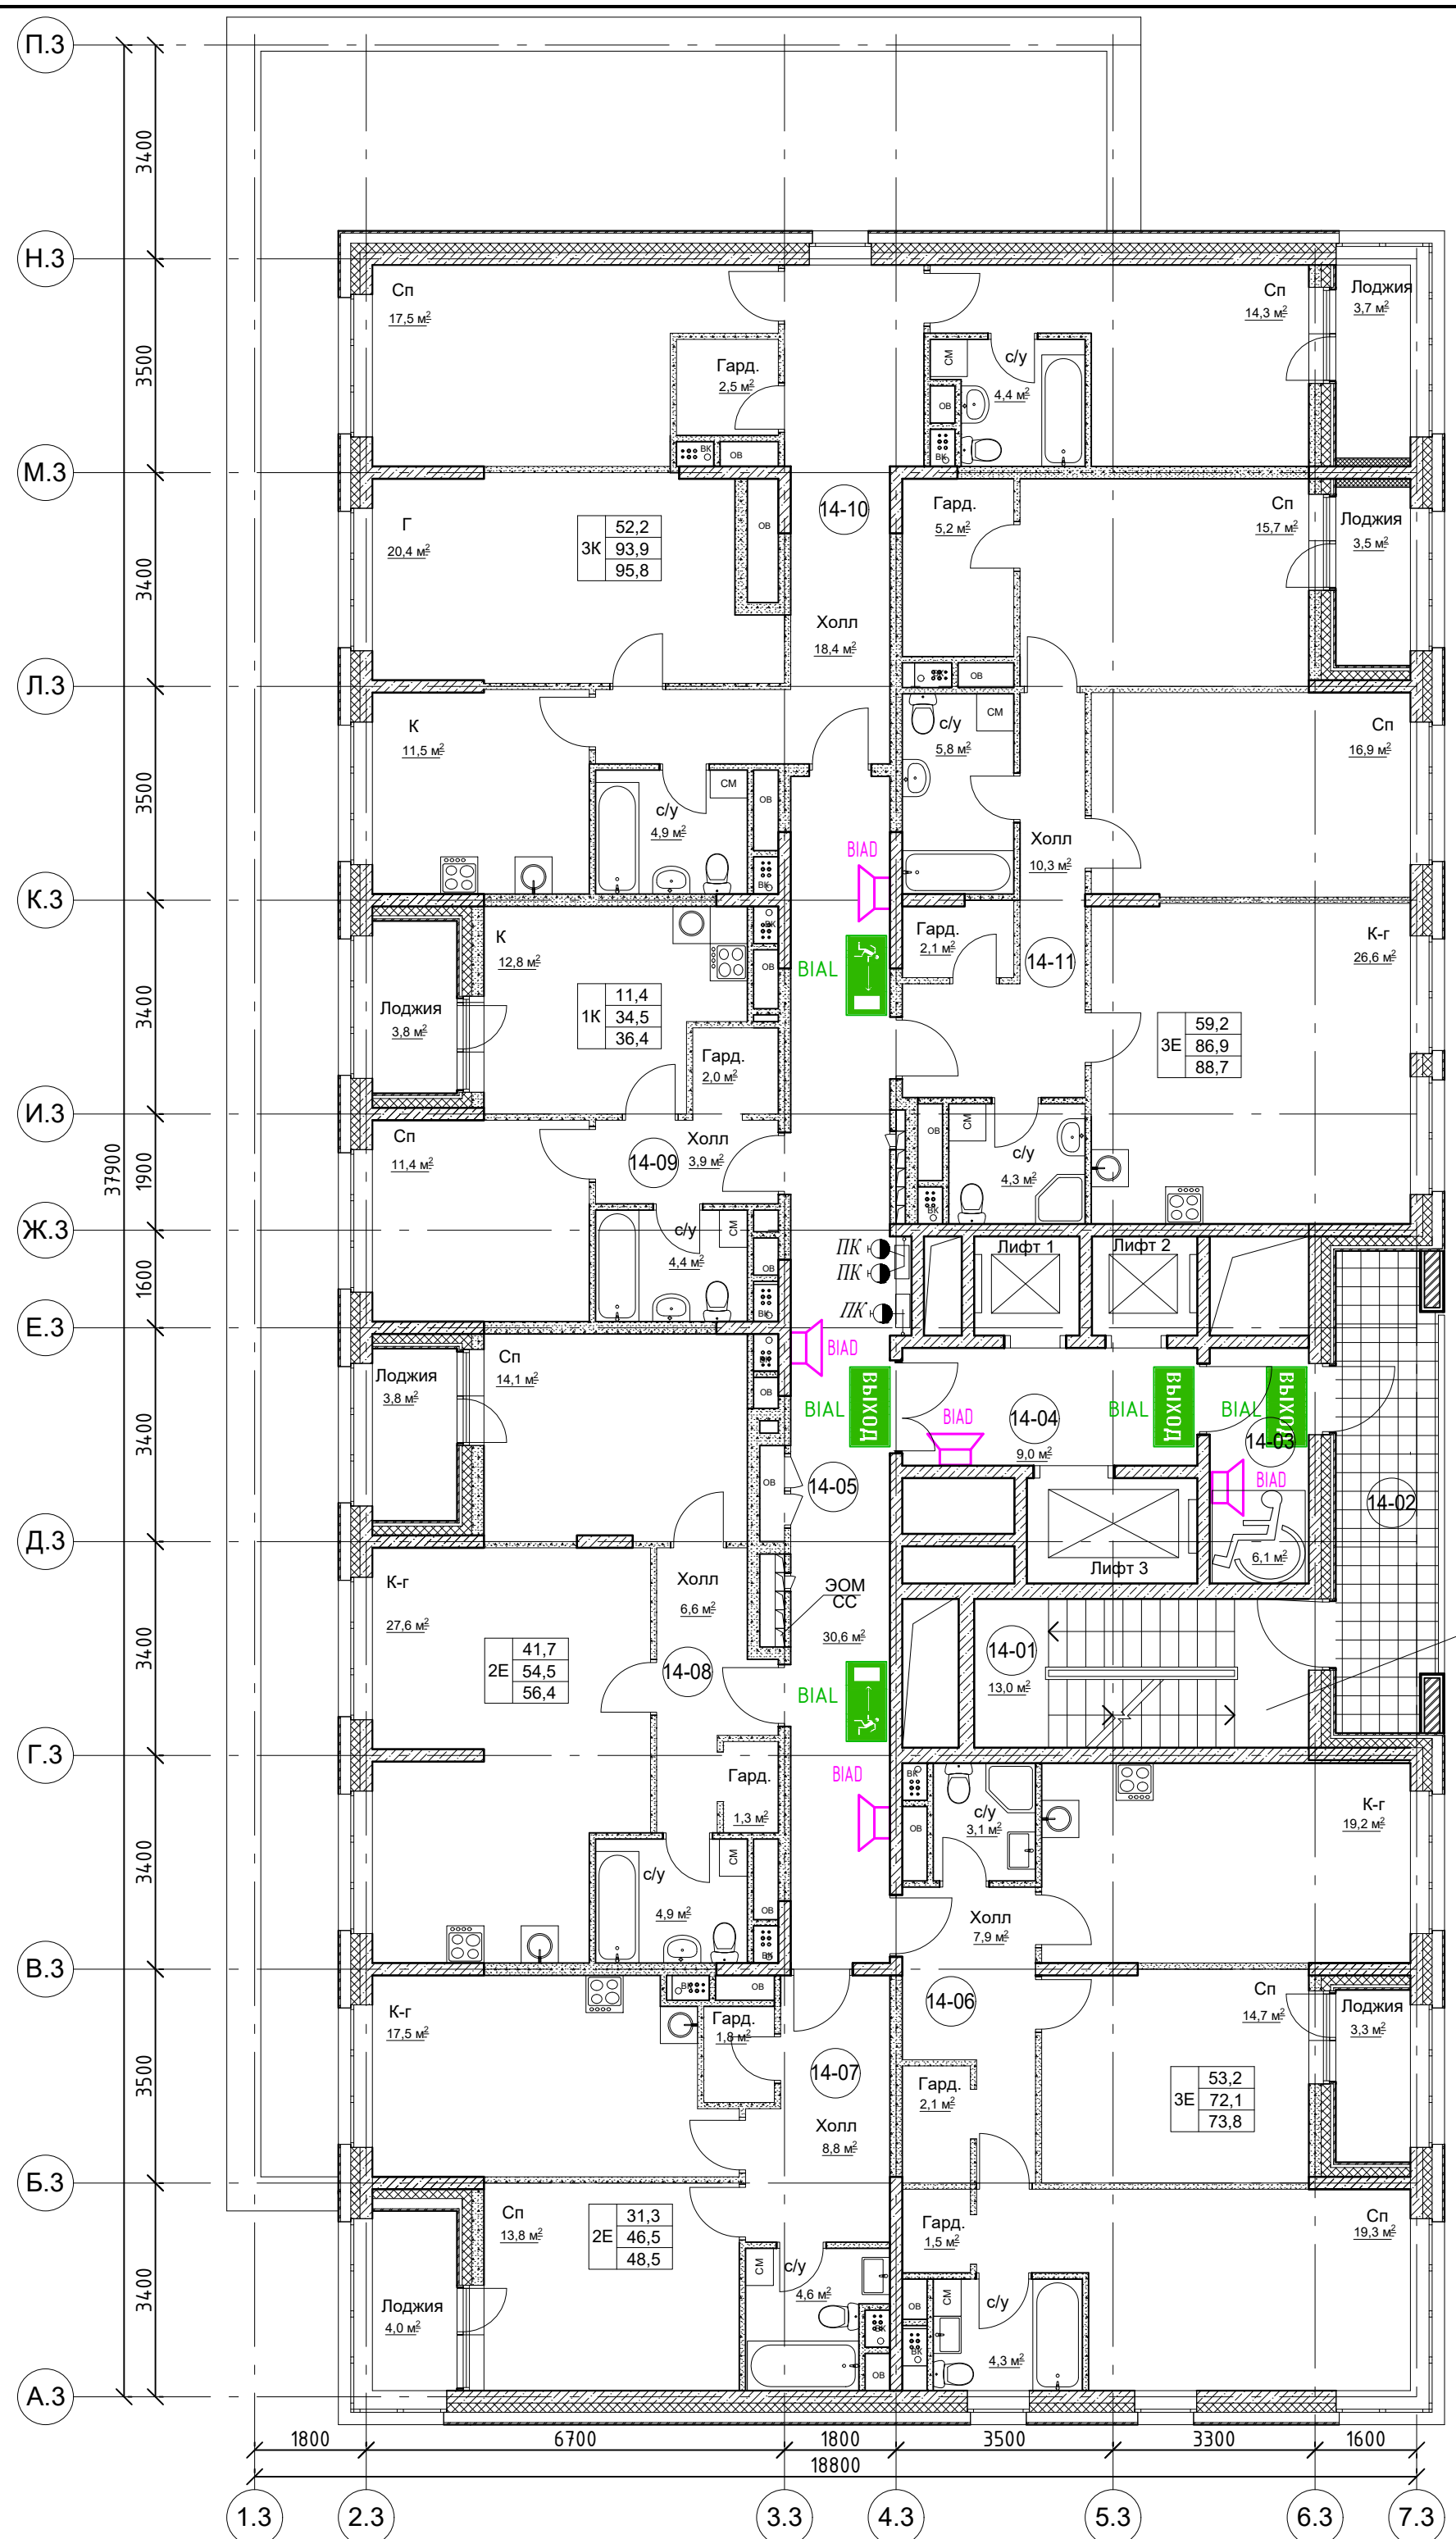 П.3
3400
Н.3
Сп
17,5 м²
Гард.
2,5 м²
с/у
4,4 м²
СМ
ОВ
ВК
Сп
14,3 м²
Лоджия
3,7 м²
3500
ВК
ОВ
М.3
14-10
Г
20,4 м²
3К
52,2
93,9
95,8
ОВ
Гард.
5,2 м²
Сп
15,7 м²
Лоджия
3,5 м²
3400
Холл
18,4 м²
ОВ
Л.3
К
11,5 м²
с/у
5,8 м²
СМ
Сп
16,9 м²
3500
с/у
4,9 м²
СМ
ОВ
ВК
BIAD
Холл
10,3 м²
К.3
К
12,8 м²
ВК
ОВ
Гард.
2,1 м²
14-11
К-г
26,6 м²
BIAL
Лоджия
3,8 м²
1К
11,4
34,5
36,4
3400
Гард.
2,0 м²
3Е
59,2
86,9
88,7
И.3
Сп
11,4 м²
14-09
Холл
3,9 м²
ОВ
СМ
с/у
4,3 м²
ВК
37900
1900
Ж.3
с/у
4,4 м²
СМ
ОВ
ВК
ПК
ПК
ПК
Лифт 1
Лифт 2
1600
Е.3
Сп
14,1 м²
Лоджия
3,8 м²
ВК
ОВ
BIAD
BIAL
ВЫХОД
BIAD
14-04
9,0 м²
BIAL
ВЫХОД
BIAL
ВЫХОД
14-03
BIAD
3400
ОВ
14-05
14-02
Д.3
Лифт 3
6,1 м²
К-г
27,6 м²
Холл
6,6 м²
ЭОМ
СС
30,6 м²
2Е
41,7
54,5
56,4
14-08
14-01
13,0 м²
3400
BIAL
Г.3
Гард.
1,3 м²
BIAD
ВК
ОВ
с/у
3,1 м²
К-г
19,2 м²
3400
с/у
4,9 м²
СМ
ОВ
ВК
Холл
7,9 м²
В.3
К-г
17,5 м²
ВК
ОВ
Гард.
1,8 м²
14-06
Сп
14,7 м²
Лоджия
3,3 м²
3500
14-07
Холл
8,8 м²
Гард.
2,1 м²
3Е
53,2
72,1
73,8
Б.3
Сп
13,8 м²
2Е
31,3
46,5
48,5
Гард.
1,5 м²
Сп
19,3 м²
3400
Лоджия
4,0 м²
СМ
с/у
4,6 м²
ВК
ОВ
ОВ
СМ
с/у
4,3 м²
ВК
А.3
1800
6700
1800
3500
3300
1600
18800
1.3
2.3
3.3
4.3
5.3
6.3
7.3